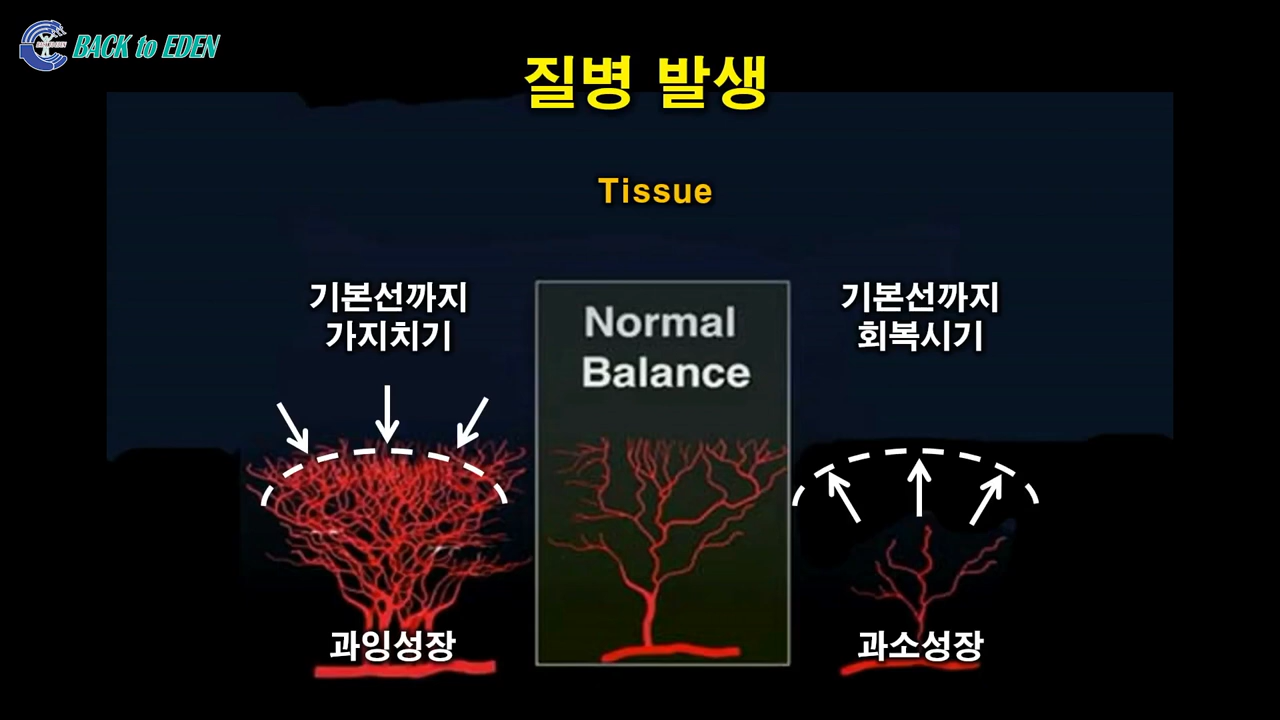 BACK to EDEN
질병 발생
Tissue
기본선까지
가지치기
Normal
Balance
기본선까지
회복시기
과잉성장
과소성장